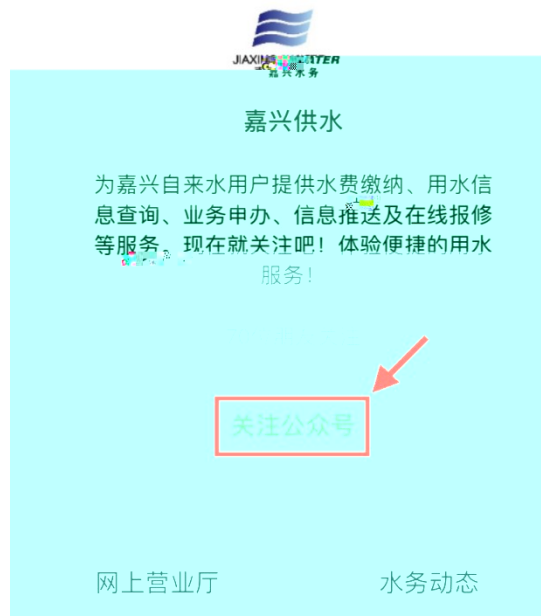 嘉兴水务
嘉兴供水
为嘉兴自来水用户提供水费缴纳、用水信
息查询、业务申办、信息推送及在线报修
等服务。现在就关注吧！体验便捷的用水
服务！
关注公众号
网上营业厅
水务动态